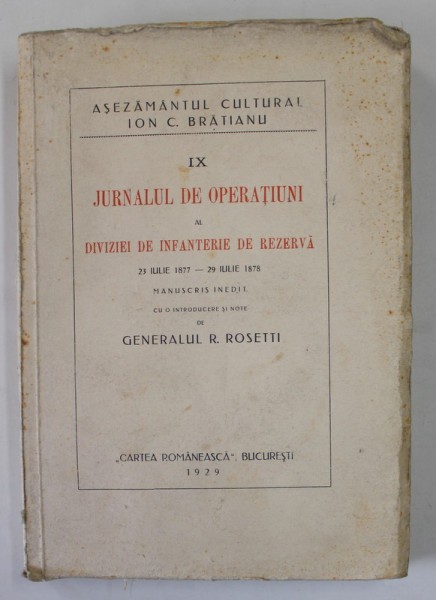 AȘEZĂMÂNTUL CULTURAL
ION C. BRĂTIANU
IX
JURNALUL DE OPERAȚIUNI
AL
DIVIZIEI DE INFANTERIE DE REZERVĂ
23 IULIE 1877 — 29 IULIE 1878
MANUSCRIS INEDIT.
CU O INTRODUCERE ȘI NOTE
DE
GENERALUL R. ROSETTI
„CARTEA ROMÂNEASCĂ“, BUCUREȘTI
1929